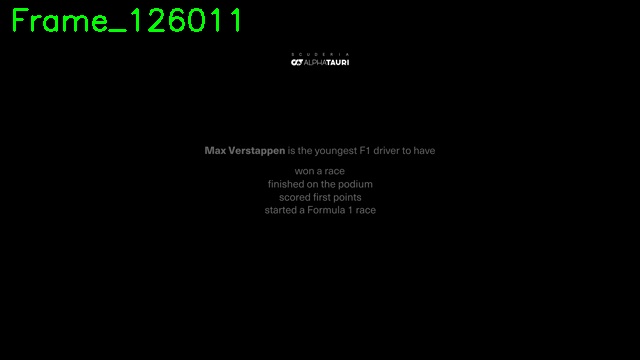 Frame_126011
SCUDERIA
ALPHATAURI
Max Verstappen is the youngest F1 driver to have
won a race
finished on the podium
scored first points
started a Formula 1 race